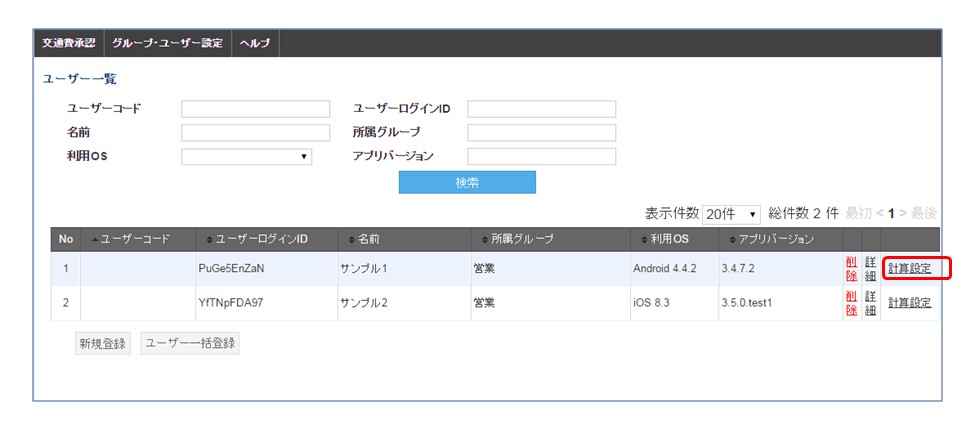 交通費承認 グループ・ユーザー設定 ヘルプ
ユーザー一覧
ユーザーコード ユーザーログインID
名前 所属グループ
利用OS アプリバージョン
検索
表示件数 20件 総件数 2 件 最初 < 1 > 最後
No ユーザーコード ユーザーログインID 名前 所属グループ 利用OS アプリバージョン
1 PuGe5EnZaN サンプル1 営業 Android 4.4.2 3.4.7.2 削除 詳細 計算設定
2 YfTNpFDA97 サンプル2 営業 iOS 8.3 3.5.0.test1 削除 詳細 計算設定
新規登録 ユーザー一括登録